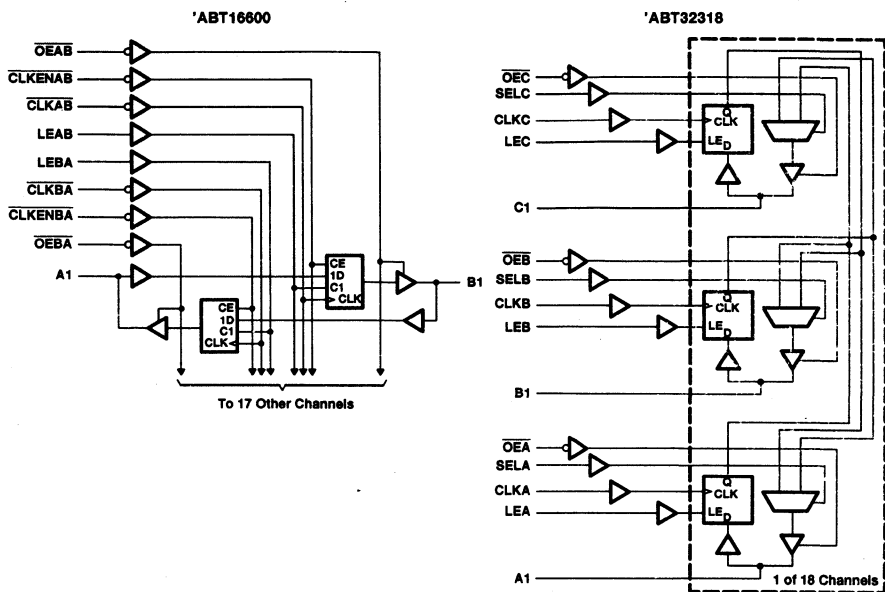 'ABT16600
OEAB
CLKENAB
CLKAB
LEAB
LEBA
CLKBA
CLKENBA
OEBA
A1
CE
1D
C1
CLK
B1
CE
1D
C1
CLK
To 17 Other Channels
'ABT32318
OEC
SELC
CLKC
LEC
Q
CLK
LE
D
C1
OEB
SELB
CLKB
LEB
Q
CLK
LE
D
B1
OEA
SELA
CLKA
LEA
Q
CLK
LE
D
A1
1 of 18 Channels